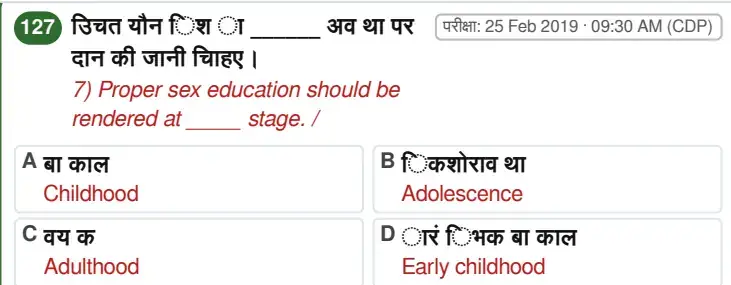 127 उिचत यौन िश ा ______ अव था पर
परीक्षा: 25 Feb 2019 · 09:30 AM (CDP)
दान की जानी चािहए।
7) Proper sex education should be
rendered at _____ stage. /
A बा काल
Childhood
B िकशोराव था
Adolescence
C वय क
Adulthood
D ारं िभक बा काल
Early childhood